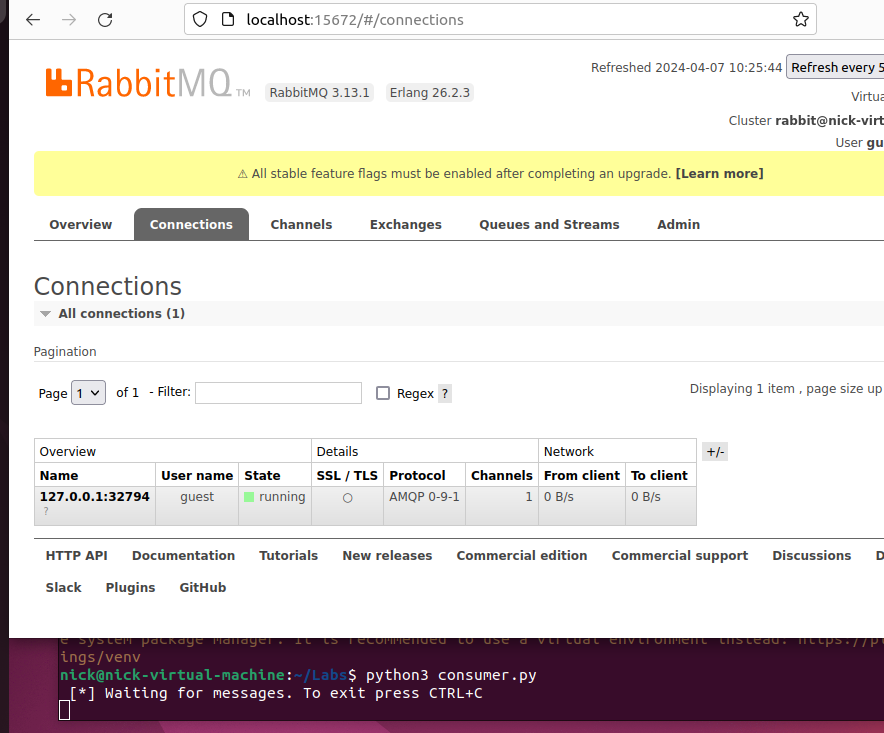 localhost:15672/#/connections
RabbitMQ TM RabbitMQ 3.13.1 Erlang 26.2.3
Refreshed 2024-04-07 10:25:44 Refresh every 5
Virtua
Cluster rabbit@nick-virt
User gu
⚠ All stable feature flags must be enabled after completing an upgrade. [Learn more]
Overview Connections Channels Exchanges Queues and Streams Admin
Connections
All connections (1)
Pagination
Page 1 of 1 - Filter: Regex ? Displaying 1 item , page size up
Overview Details Network +/-
Name User name State SSL / TLS Protocol Channels From client To client
127.0.0.1:32794 guest running ○ AMQP 0-9-1 1 0 B/s 0 B/s
?
HTTP API Documentation Tutorials New releases Commercial edition Commercial support Discussions D
Slack Plugins GitHub
e system package manager. It is recommended to use a virtual environment instead: https://p
ings/venv
nick@nick-virtual-machine:~/Labs$ python3 consumer.py
[*] Waiting for messages. To exit press CTRL+C